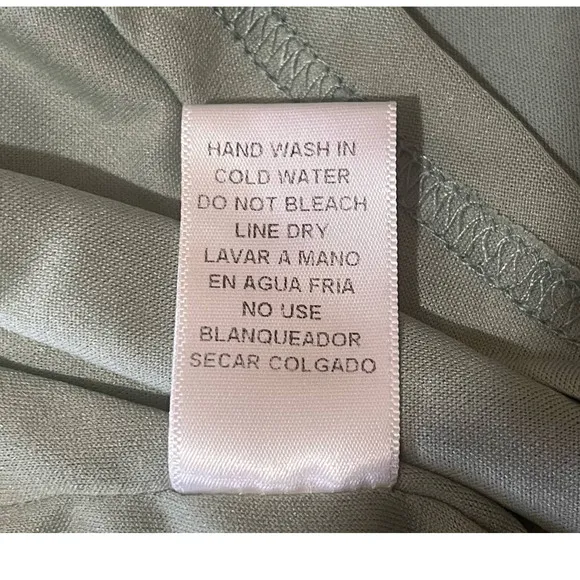 HAND WASH IN
COLD WATER
DO NOT BLEACH
LINE DRY
LAVAR A MANO
EN AGUA FRIA
NO USE
BLANQUEADOR
SECAR COLGADO